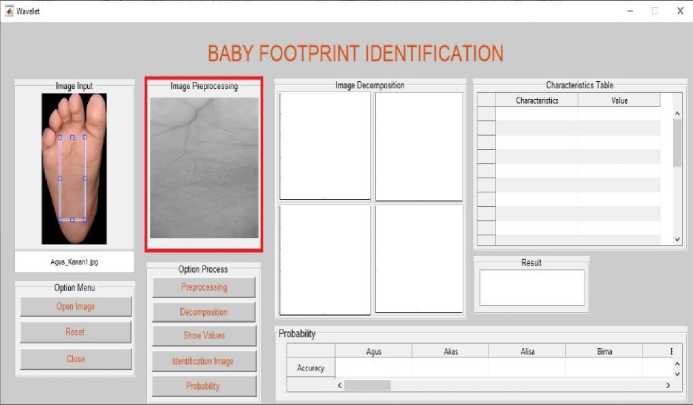 Wavelet
BABY FOOTPRINT IDENTIFICATION
Image Input
Image Preprocessing
Image Decomposition
Characteristics Table
Characteristics Value
Agus_Kanan1.jpg
Option Menu
Open Image
Reset
Close
Option Process
Preprocessing
Decomposition
Show Values
Identification Image
Probability
Result
Probability
Agus Akas Alisa Bima
Accuracy